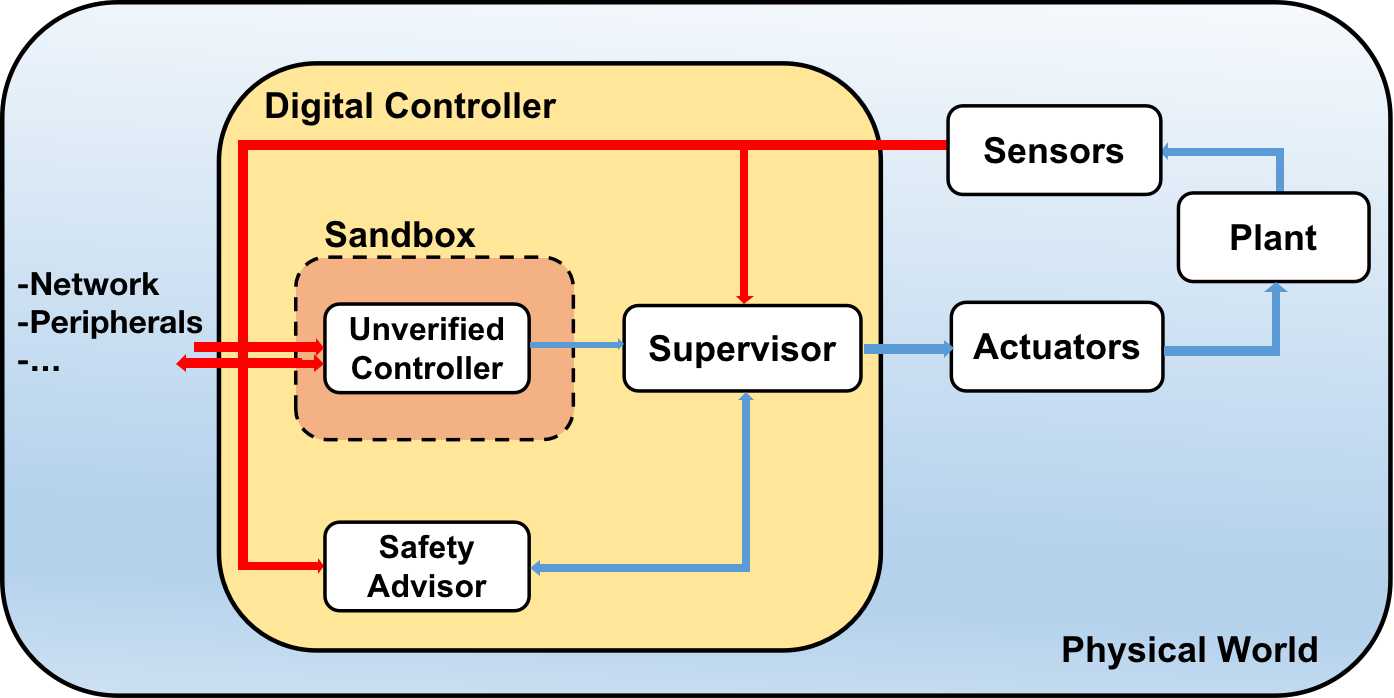 Digital Controller
Sensors
Plant
Sandbox
-Network
-Peripherals
-...
Unverified
Controller
Supervisor
Actuators
Safety
Advisor
Physical World